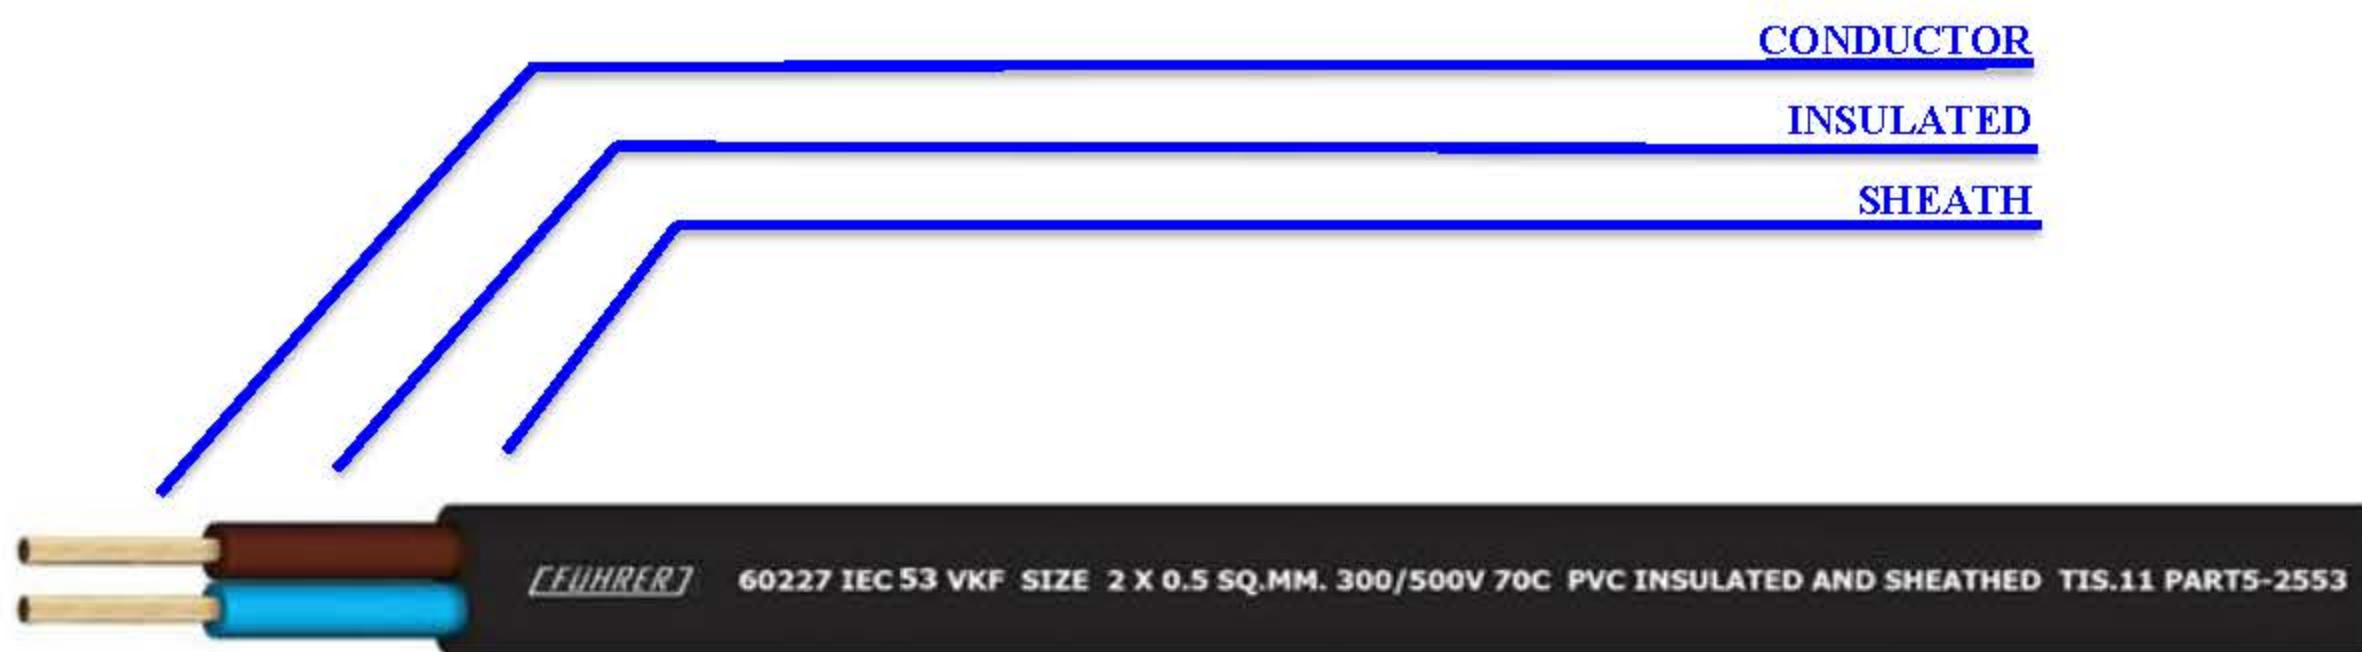 CONDUCTOR
INSULATED
SHEATH
FUHRER 60227 IEC 53 VKF SIZE 2 X 0.5 SQ.MM. 300/500V 70C PVC INSULATED AND SHEATHED TIS.11 PART5-2553